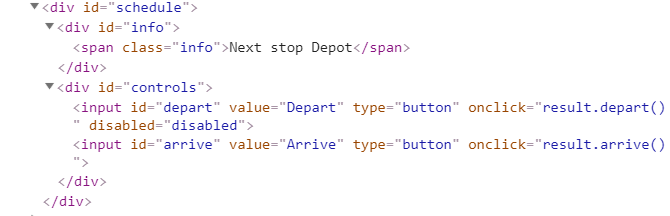 <div id="schedule">
<div id="info">
<span class="info">Next stop Depot</span>
</div>
<div id="controls">
<input id="depart" value="Depart" type="button" onclick="result.depart()
" disabled="disabled">
<input id="arrive" value="Arrive" type="button" onclick="result.arrive()
">
</div>
</div>